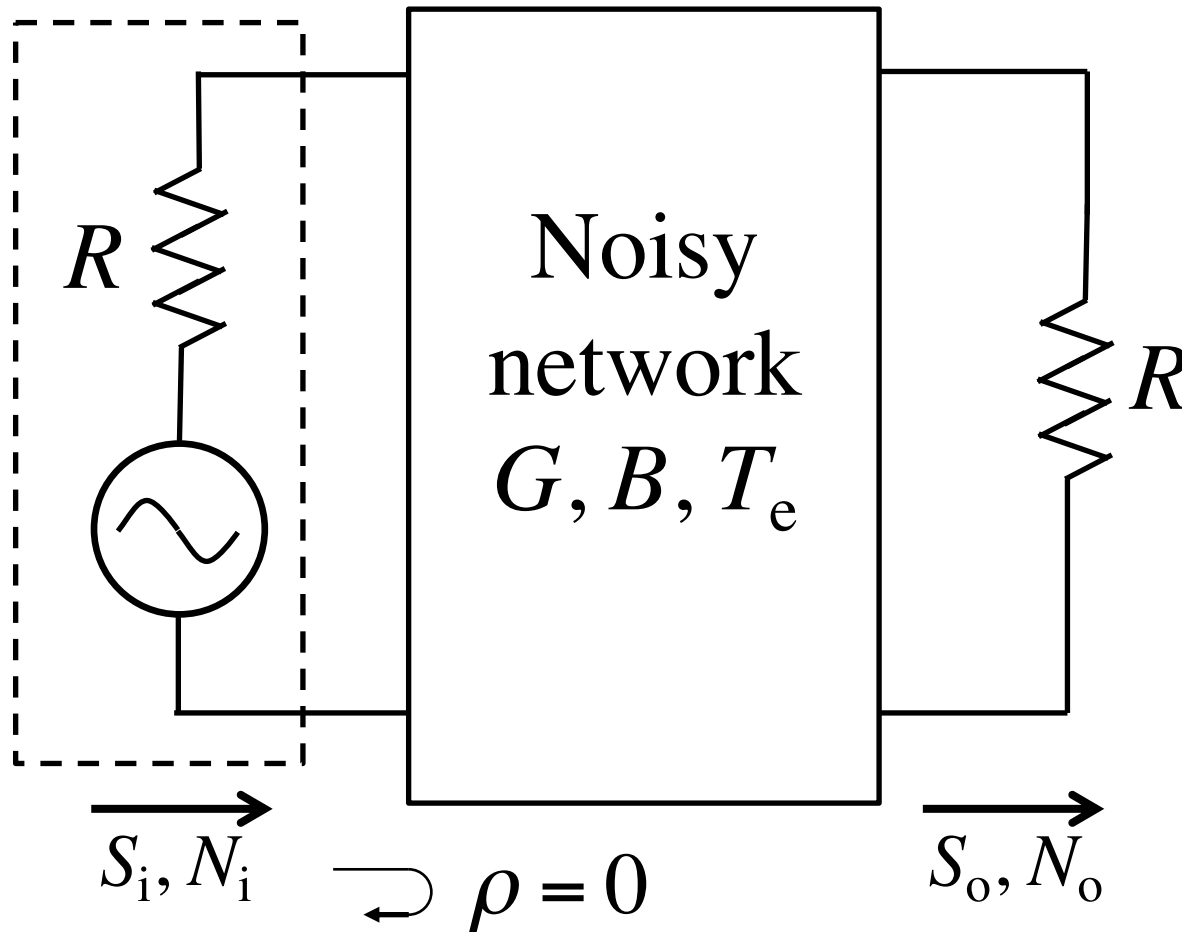 R
Noisy
network
G, B, Tₑ
R
Sᵢ, Nᵢ
ρ = 0
Sₒ, Nₒ